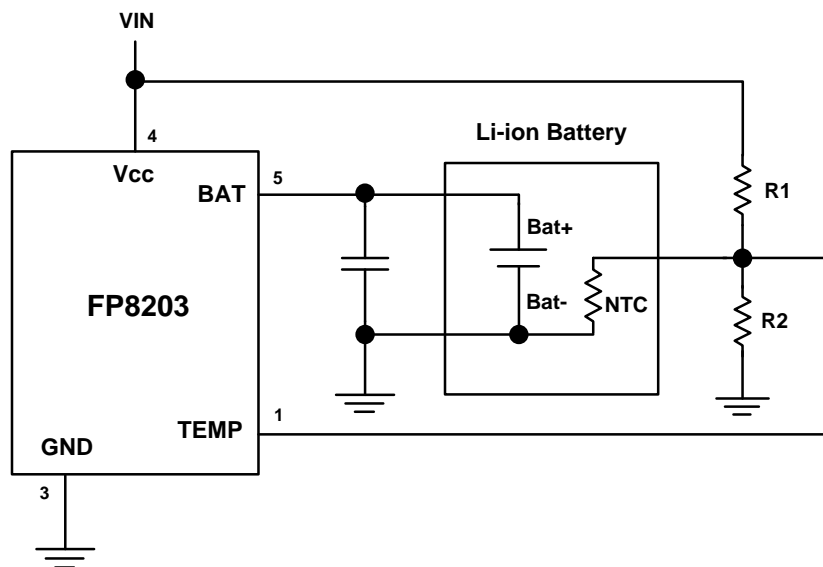 VIN
4
Vcc
Li-ion Battery
BAT
5
R1
Bat+
FP8203
Bat-
NTC
R2
TEMP
1
GND
3